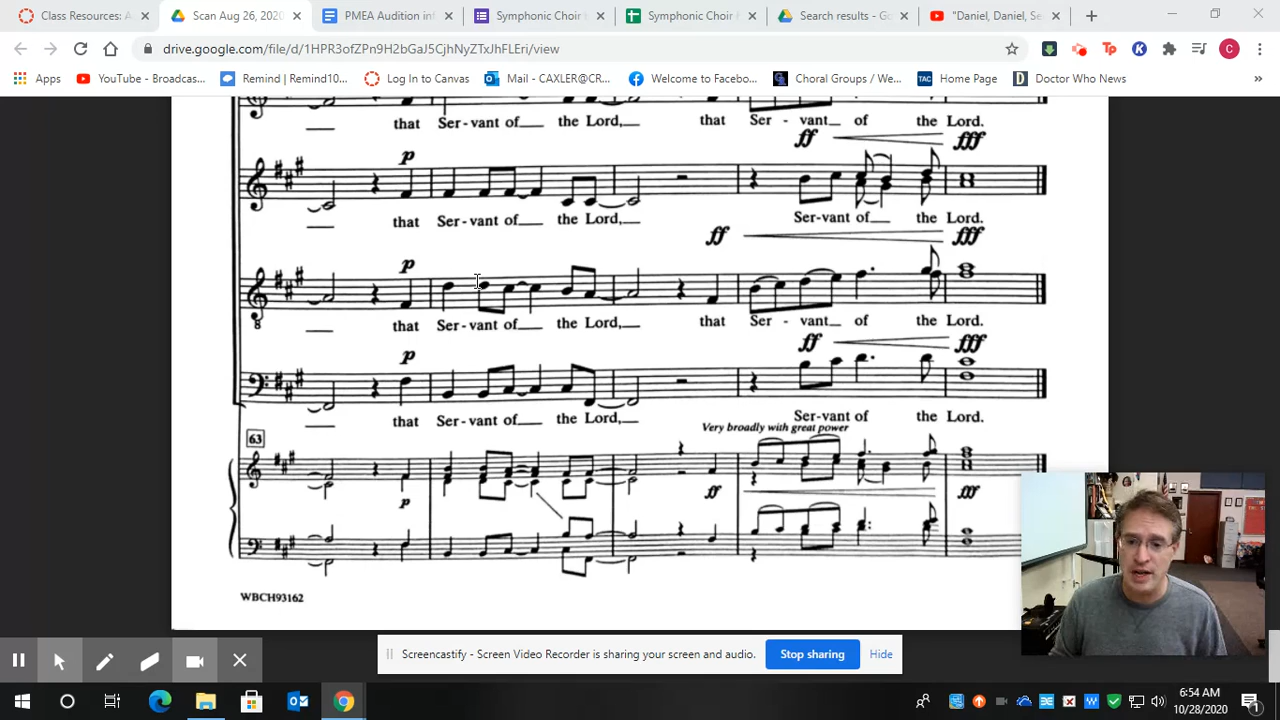 Class Resources: A
Scan Aug 26, 2020
PMEA Audition in
Symphonic Choir
Symphonic Choir
Search results - Go
"Daniel, Daniel, Se
drive.google.com/file/d/1HPR3ofZPn9H2bGaJ5CjhNyZTxJhFLEri/view
Apps
YouTube - Broadcas...
Remind | Remind10...
Log In to Canvas
Mail - CAXLER@CR...
Welcome to Facebo...
Choral Groups / We...
TAC Home Page
Doctor Who News
that Ser-vant of the Lord, that Ser - vant of the Lord.
ff fff
p
that Ser-vant of the Lord, Ser-vant of the Lord.
ff fff
p
8
that Ser-vant of the Lord, that Ser - vant of the Lord.
ff fff
p
that Ser-vant of the Lord, Ser-vant of the Lord.
63
Very broadly with great power
p ff fff
WBCH93162
Screencastify - Screen Video Recorder is sharing your screen and audio.
Stop sharing
Hide
6:54 AM
10/28/2020